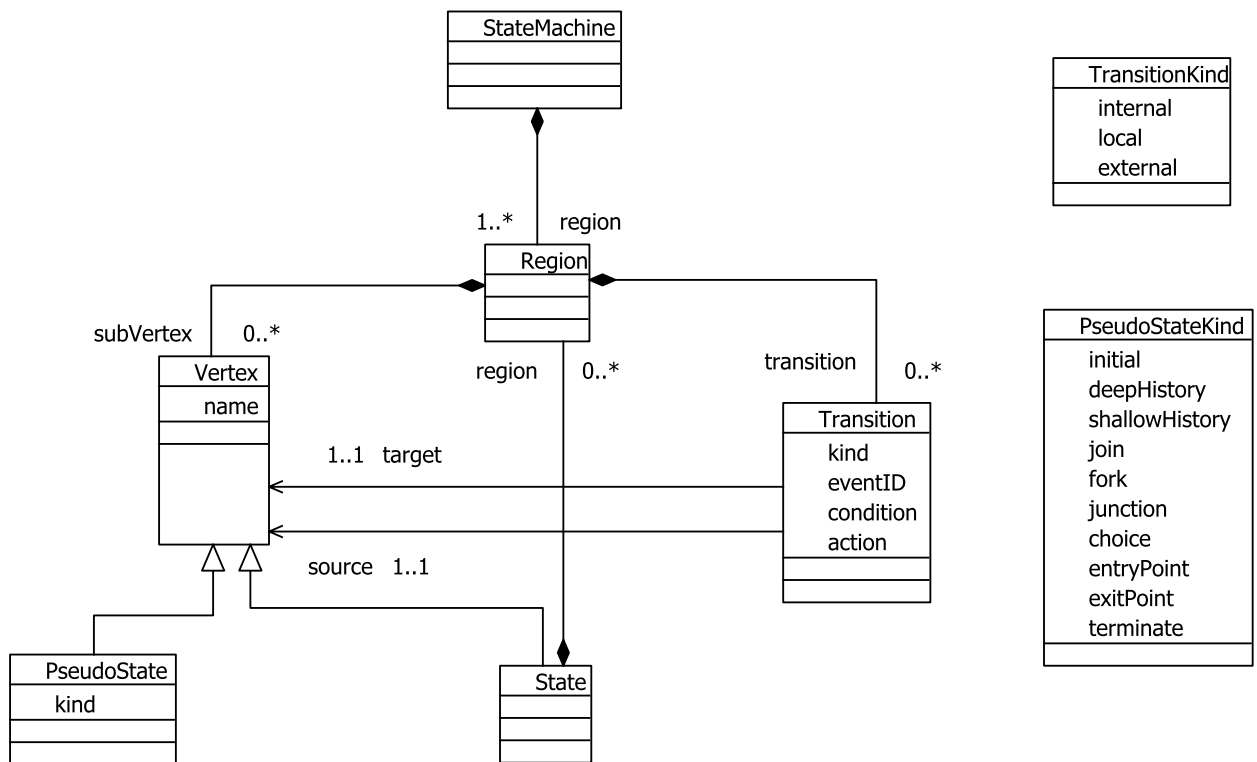 StateMachine
TransitionKind
internal
local
external
1..* region
Region
subVertex 0..*
PseudoStateKind
initial
deepHistory
shallowHistory
join
fork
junction
choice
entryPoint
exitPoint
terminate
region 0..*
transition 0..*
Vertex
name
Transition
kind
eventID
condition
action
1..1 target
source 1..1
PseudoState
kind
State